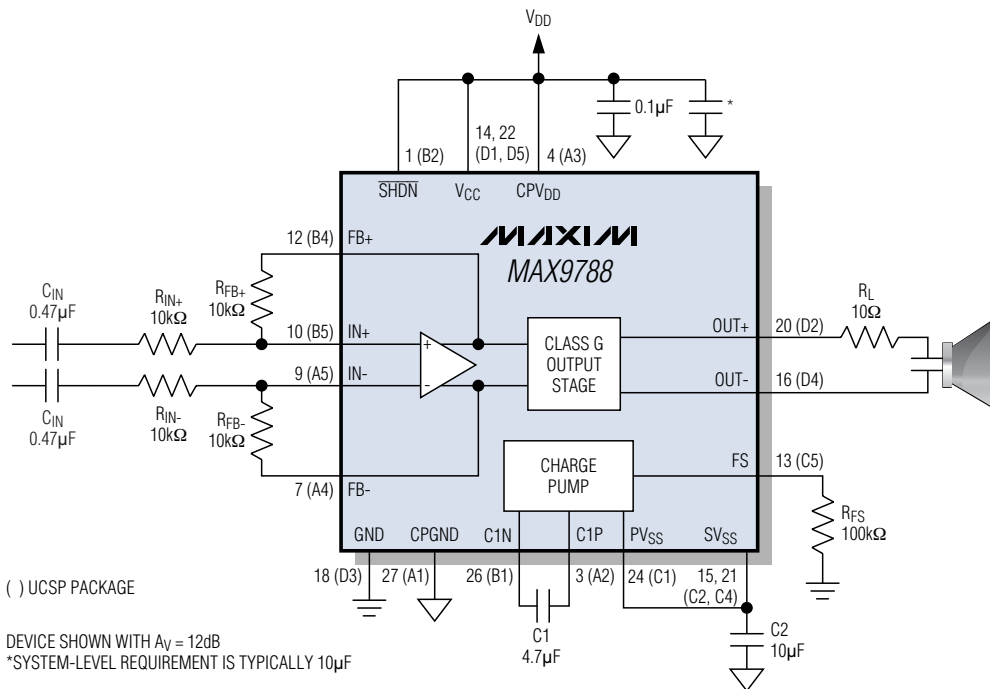 VDD
0.1µF
*
1 (B2)
14, 22
(D1, D5)
4 (A3)
SHDN
VCC
CPVDD
MAXIM
MAX9788
12 (B4)
FB+
CIN
0.47µF
RIN+
10kΩ
RFB+
10kΩ
10 (B5)
IN+
+
9 (A5)
IN-
-
CIN
0.47µF
RIN-
10kΩ
RFB-
10kΩ
7 (A4)
FB-
CLASS G
OUTPUT
STAGE
OUT+
20 (D2)
RL
10Ω
OUT-
16 (D4)
CHARGE
PUMP
FS
13 (C5)
RFS
100kΩ
GND
CPGND
C1N
C1P
PVSS
SVSS
18 (D3)
27 (A1)
26 (B1)
3 (A2)
24 (C1)
15, 21
(C2, C4)
C1
4.7µF
C2
10µF
( ) UCSP PACKAGE
DEVICE SHOWN WITH AV = 12dB
*SYSTEM-LEVEL REQUIREMENT IS TYPICALLY 10µF